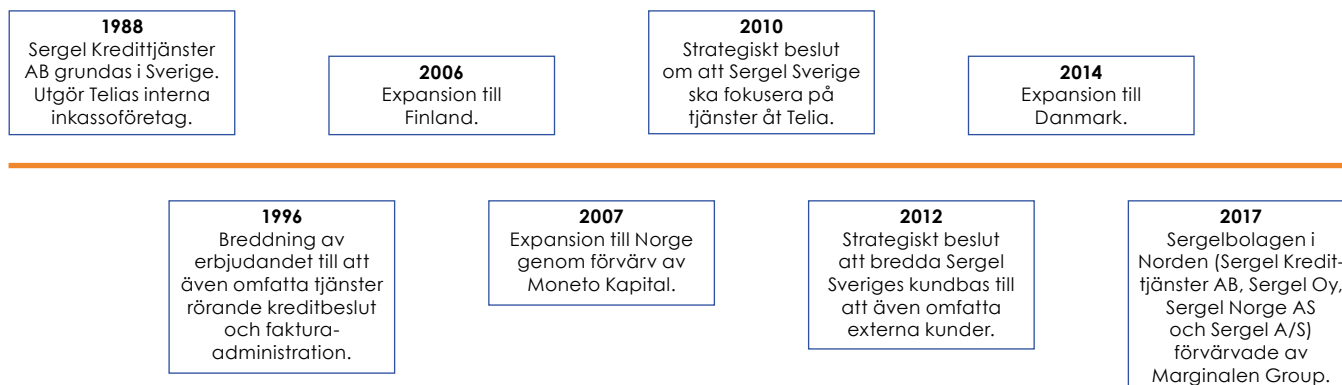 1988
Sergel Kredittjänster
AB grundas i Sverige.
Utgör Telias interna
inkassoföretag.
1996
Breddning av
erbjudandet till att
även omfatta tjänster
rörande kreditbeslut
och faktura-
administration.
2006
Expansion till
Finland.
2007
Expansion till Norge
genom förvärv av
Moneto Kapital.
2010
Strategiskt beslut
om att Sergel Sverige
ska fokusera på
tjänster åt Telia.
2012
Strategiskt beslut
att bredda Sergel
Sveriges kundbas till
att även omfatta
externa kunder.
2014
Expansion till
Danmark.
2017
Sergelbolagen i
Norden (Sergel Kredit-
tjänster AB, Sergel Oy,
Sergel Norge AS
och Sergel A/S)
förvärvade av
Marginalen Group.